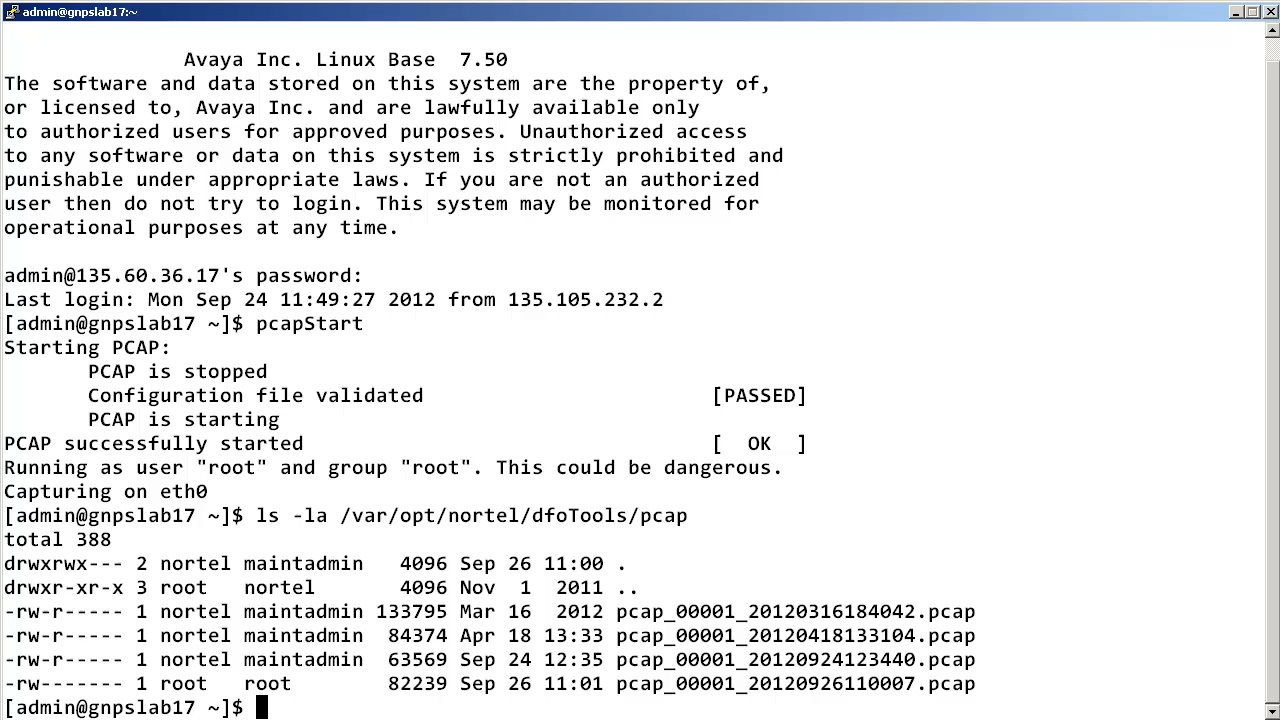 admin@gnpslab17:~
Avaya Inc. Linux Base  7.50
The software and data stored on this system are the property of,
or licensed to, Avaya Inc. and are lawfully available only
to authorized users for approved purposes. Unauthorized access
to any software or data on this system is strictly prohibited and
punishable under appropriate laws. If you are not an authorized
user then do not try to login. This system may be monitored for
operational purposes at any time.
admin@135.60.36.17's password:
Last login: Mon Sep 24 11:49:27 2012 from 135.105.232.2
[admin@gnpslab17 ~]$ pcapStart
Starting PCAP:
PCAP is stopped
Configuration file validated                        [PASSED]
PCAP is starting
PCAP successfully started                                  [  OK  ]
Running as user "root" and group "root". This could be dangerous.
Capturing on eth0
[admin@gnpslab17 ~]$ ls -la /var/opt/nortel/dfoTools/pcap
total 388
drwxrwx--- 2 nortel maintadmin   4096 Sep 26 11:00 .
drwxr-xr-x 3 root   nortel       4096 Nov  1  2011 ..
-rw-r----- 1 nortel maintadmin 133795 Mar 16  2012 pcap_00001_20120316184042.pcap
-rw-r----- 1 nortel maintadmin  84374 Apr 18 13:33 pcap_00001_20120418133104.pcap
-rw-r----- 1 nortel maintadmin  63569 Sep 24 12:35 pcap_00001_20120924123440.pcap
-rw------- 1 root   root        82239 Sep 26 11:01 pcap_00001_20120926110007.pcap
[admin@gnpslab17 ~]$